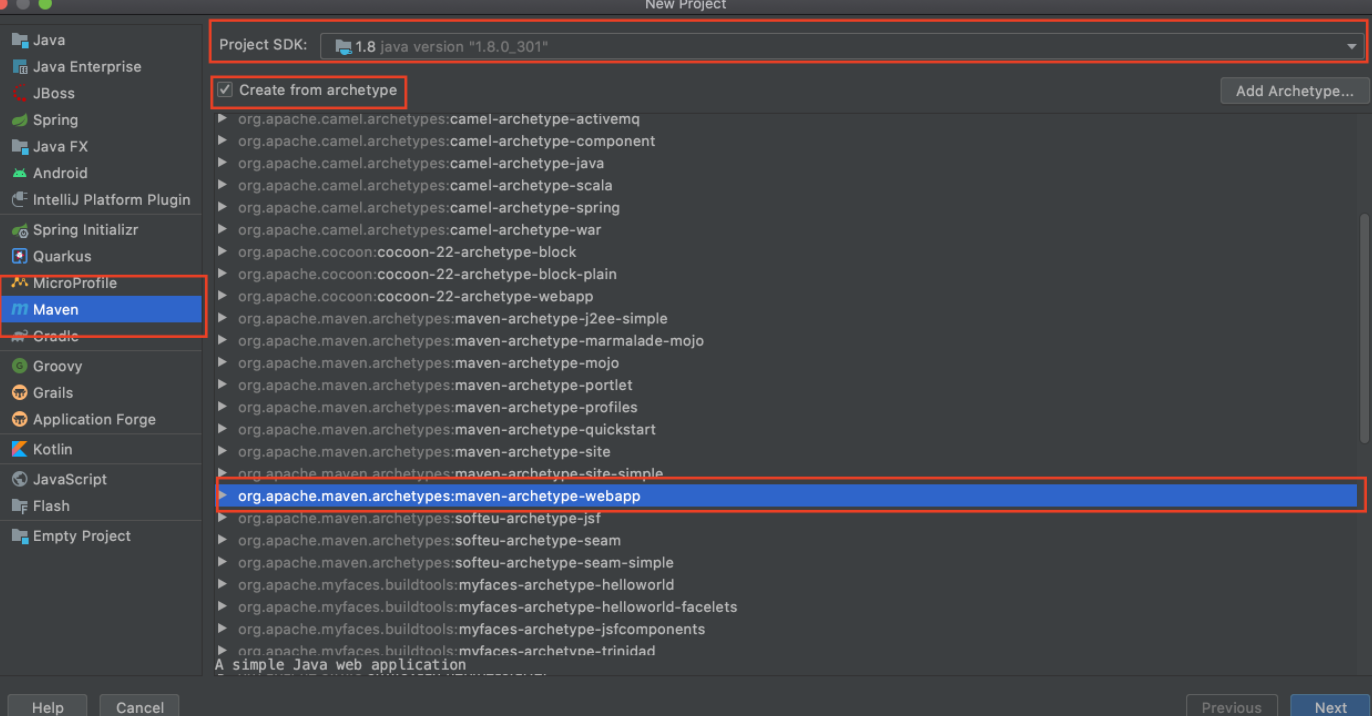 New Project
Java
Java Enterprise
JBoss
Spring
Java FX
Android
IntelliJ Platform Plugin
Spring Initializr
Quarkus
MicroProfile
Maven
Gradle
Groovy
Grails
Application Forge
Kotlin
JavaScript
Flash
Empty Project
Project SDK: 1.8 java version "1.8.0_301"
Create from archetype
Add Archetype...
org.apache.camel.archetypes:camel-archetype-activemq
org.apache.camel.archetypes:camel-archetype-component
org.apache.camel.archetypes:camel-archetype-java
org.apache.camel.archetypes:camel-archetype-scala
org.apache.camel.archetypes:camel-archetype-spring
org.apache.camel.archetypes:camel-archetype-war
org.apache.cocoon:cocoon-22-archetype-block
org.apache.cocoon:cocoon-22-archetype-block-plain
org.apache.cocoon:cocoon-22-archetype-webapp
org.apache.maven.archetypes:maven-archetype-j2ee-simple
org.apache.maven.archetypes:maven-archetype-marmalade-mojo
org.apache.maven.archetypes:maven-archetype-mojo
org.apache.maven.archetypes:maven-archetype-portlet
org.apache.maven.archetypes:maven-archetype-profiles
org.apache.maven.archetypes:maven-archetype-quickstart
org.apache.maven.archetypes:maven-archetype-site
org.apache.maven.archetypes:maven-archetype-site-simple
org.apache.maven.archetypes:maven-archetype-webapp
org.apache.maven.archetypes:softeu-archetype-jsf
org.apache.maven.archetypes:softeu-archetype-seam
org.apache.maven.archetypes:softeu-archetype-seam-simple
org.apache.myfaces.buildtools:myfaces-archetype-helloworld
org.apache.myfaces.buildtools:myfaces-archetype-helloworld-facelets
org.apache.myfaces.buildtools:myfaces-archetype-jsfcomponents
org.apache.myfaces.buildtools:myfaces-archetype-trinidad
A simple Java web application
Help
Cancel
Previous
Next